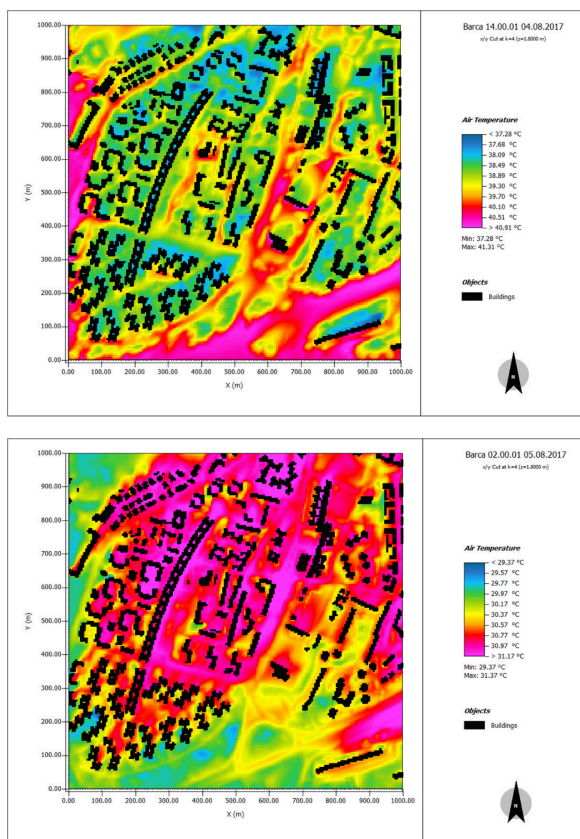 Barca 14.00.01 04.08.2017
x/y Cut at k=4 (z=1.8000 m)
Air Temperature
< 37.28 °C
37.68 °C
38.09 °C
38.49 °C
38.89 °C
39.30 °C
39.70 °C
40.10 °C
40.51 °C
> 40.91 °C
Min: 37.28 °C
Max: 41.31 °C
Objects
Buildings
N
Y (m)
1000.00
900.00
800.00
700.00
600.00
500.00
400.00
300.00
200.00
100.00
0.00
0.00 100.00 200.00 300.00 400.00 500.00 600.00 700.00 800.00 900.00 1000.00
X (m)
Barca 02.00.01 05.08.2017
x/y Cut at k=4 (z=1.8000 m)
Air Temperature
< 29.37 °C
29.57 °C
29.77 °C
29.97 °C
30.17 °C
30.37 °C
30.57 °C
30.77 °C
30.97 °C
> 31.17 °C
Min: 29.37 °C
Max: 31.37 °C
Objects
Buildings
N
Y (m)
1000.00
900.00
800.00
700.00
600.00
500.00
400.00
300.00
200.00
100.00
0.00
0.00 100.00 200.00 300.00 400.00 500.00 600.00 700.00 800.00 900.00 1000.00
X (m)